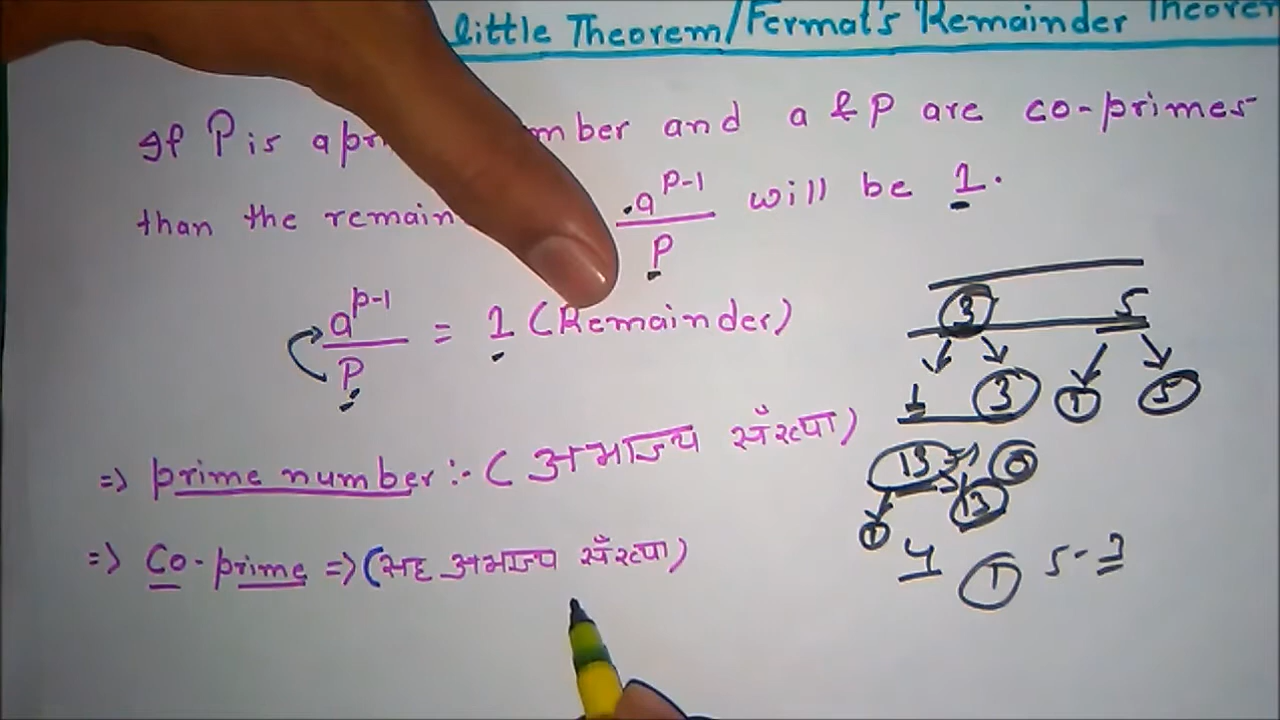 little Theorem/Fermat's Remainder Theorem
If P is a pri mber and a & P are co-primes
than the remain a^{p-1}/P will be 1.
a^{p-1}/P = 1 (Remainder)
3 5
1 3 1 5
=> prime number :- ( अभाज्य सँख्या )
13 => 0
1 13
=> Co-prime => (सह अभाज्य सँख्या)
4 1 5-3